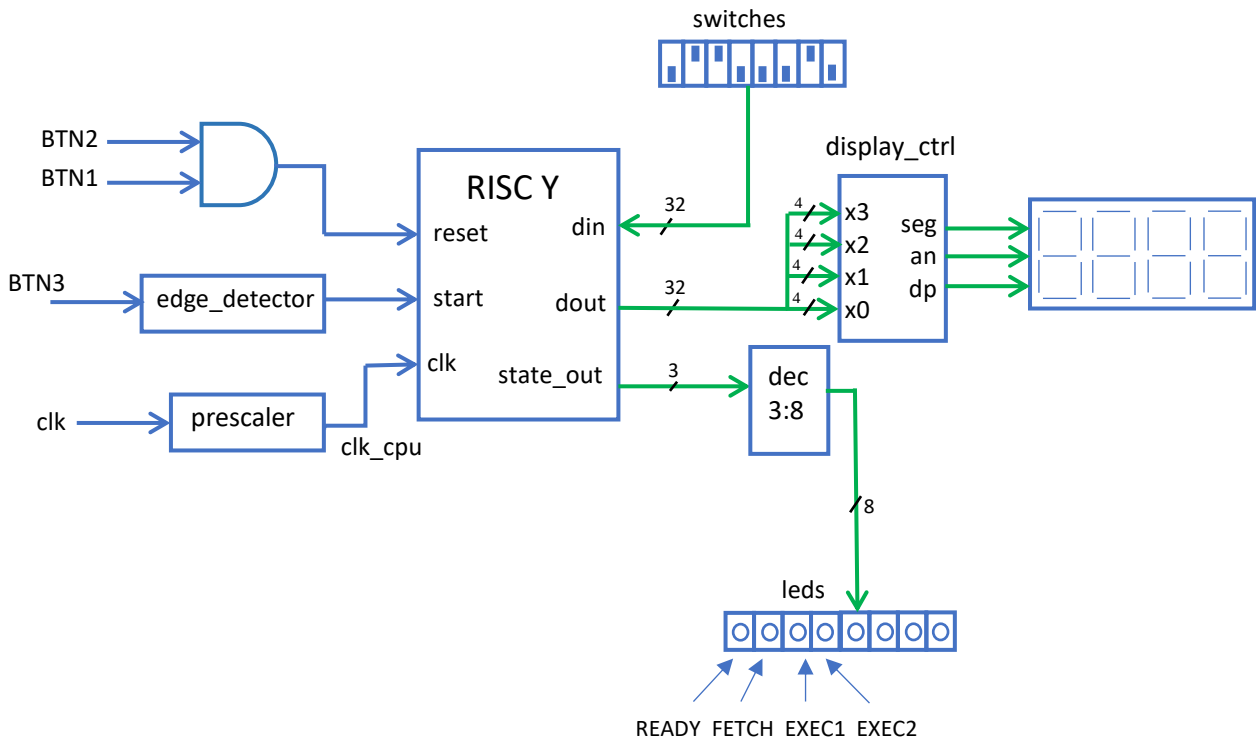 switches
BTN2
BTN1
display_ctrl
RISC Y
reset
din
32
4
x3
seg
4
x2
an
4
x1
dp
4
x0
BTN3
edge_detector
start
dout
32
clk
state_out
3
dec
3:8
clk
prescaler
clk_cpu
8
leds
READY FETCH EXEC1 EXEC2